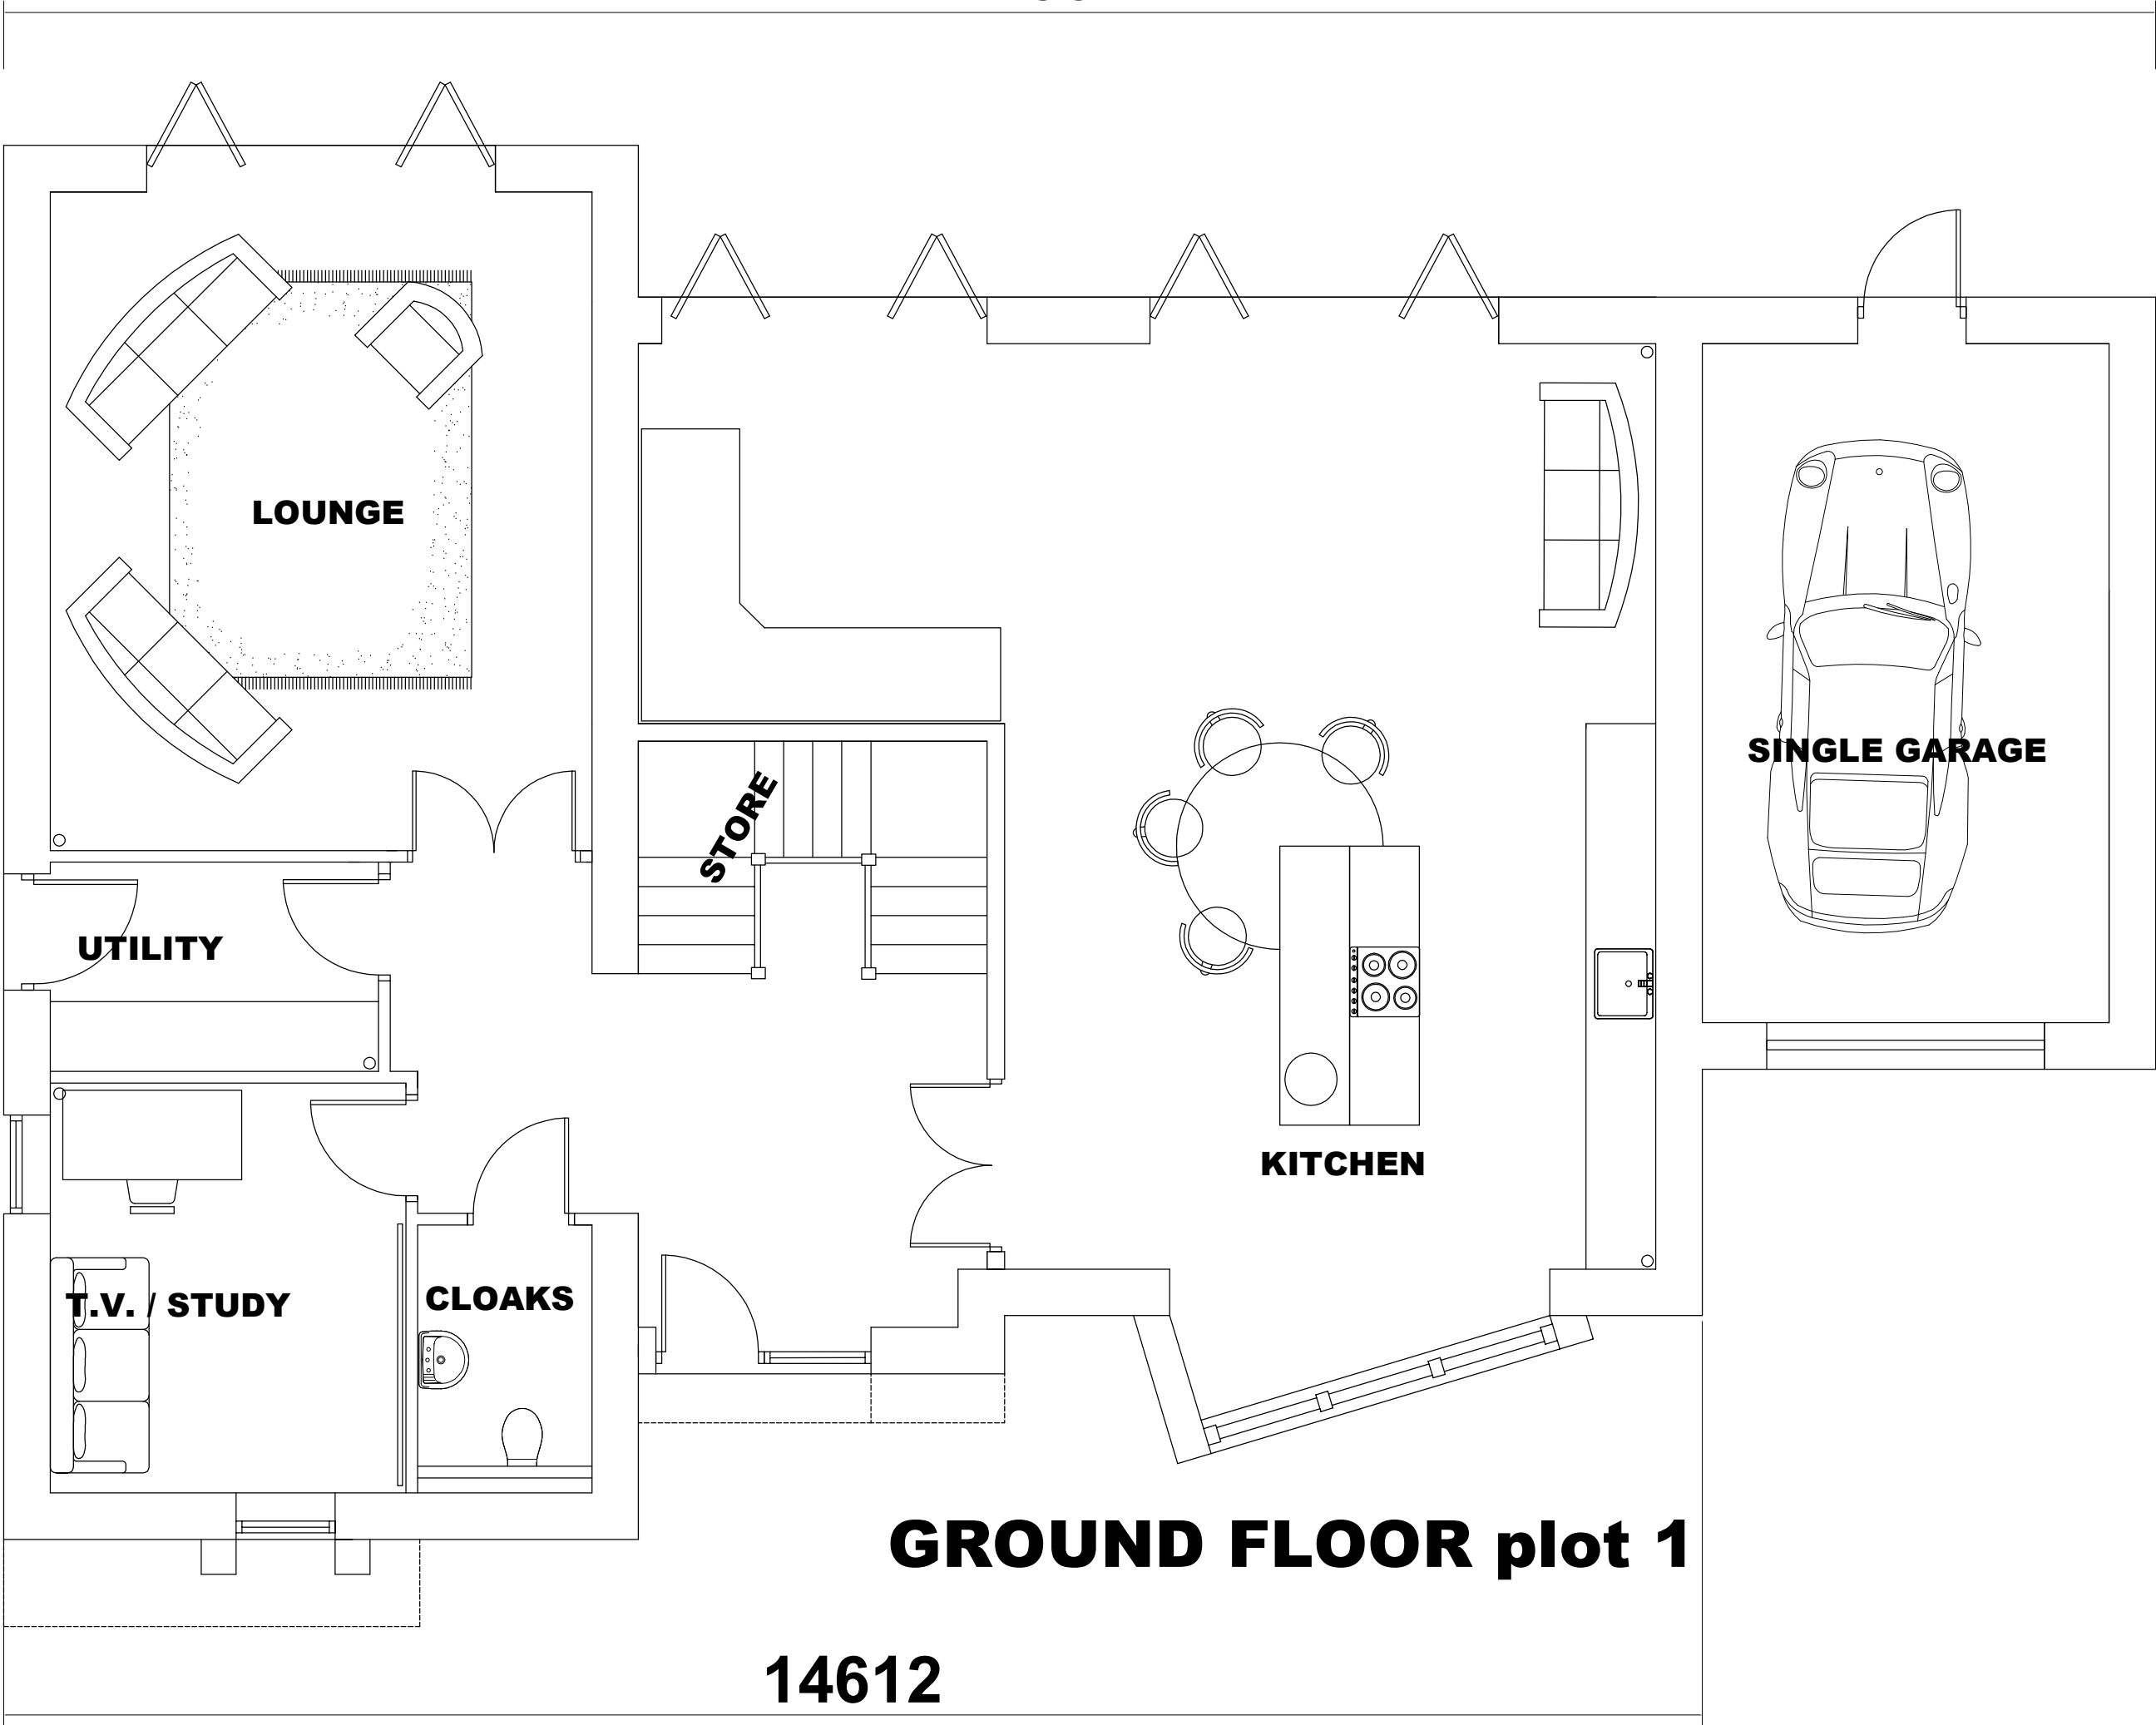 LOUNGE
SINGLE GARAGE
STORE
UTILITY
KITCHEN
T.V. / STUDY
CLOAKS
GROUND FLOOR plot 1
14612